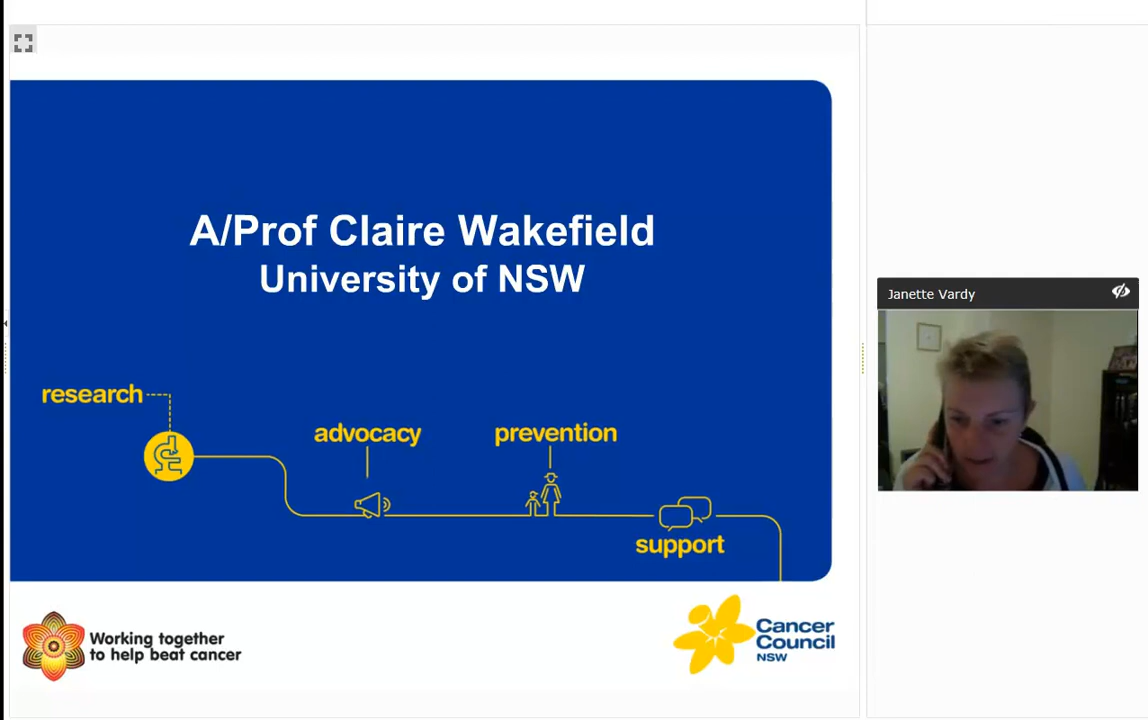 A/Prof Claire Wakefield
University of NSW
research
advocacy
prevention
support
Working together
to help beat cancer
Cancer
Council
NSW
Janette Vardy